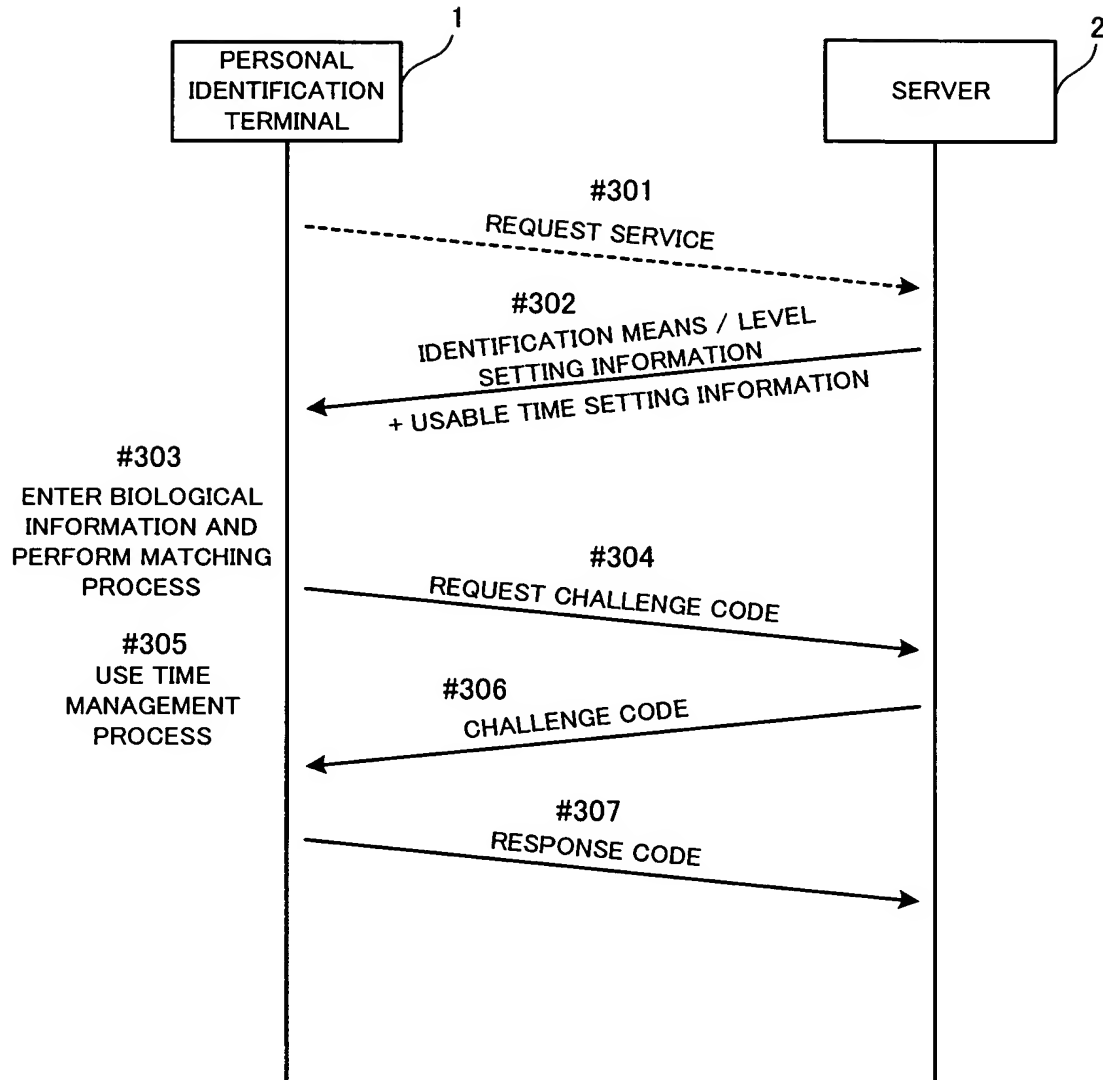 1
PERSONAL
IDENTIFICATION
TERMINAL
2
SERVER
#301
REQUEST SERVICE
#302
IDENTIFICATION MEANS / LEVEL
SETTING INFORMATION
+ USABLE TIME SETTING INFORMATION
#303
ENTER BIOLOGICAL
INFORMATION AND
PERFORM MATCHING
PROCESS
#304
REQUEST CHALLENGE CODE
#305
USE TIME
MANAGEMENT
PROCESS
#306
CHALLENGE CODE
#307
RESPONSE CODE